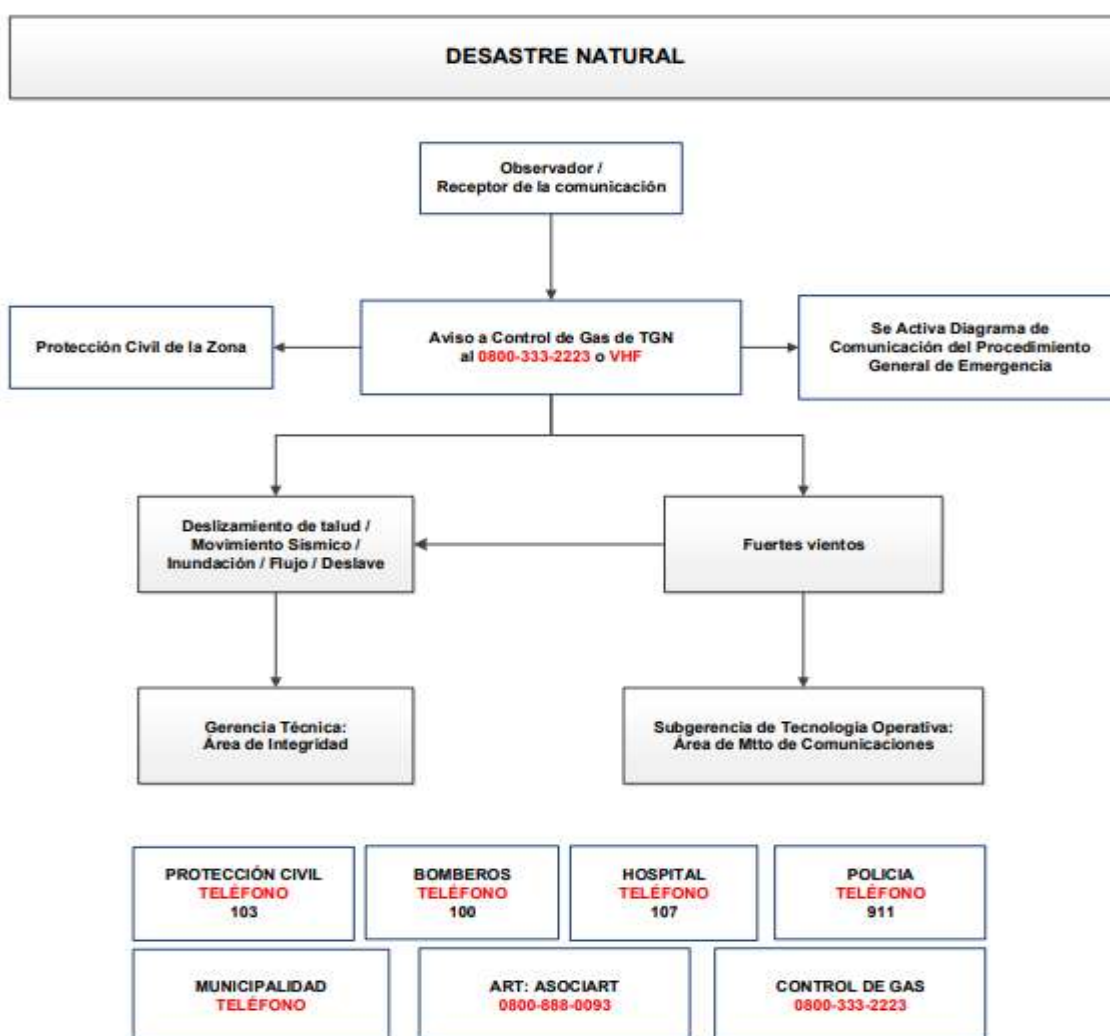 DESASTRE NATURAL
Observador /
Receptor de la comunicación
Protección Civil de la Zona
Aviso a Control de Gas de TGN
al 0800-333-2223 o VHF
Se Activa Diagrama de
Comunicación del Procedimiento
General de Emergencia
Deslizamiento de talud /
Movimiento Sísmico /
Inundación / Flujo / Deslave
Fuertes vientos
Gerencia Técnica:
Área de Integridad
Subgerencia de Tecnología Operativa:
Área de Mtto de Comunicaciones
PROTECCIÓN CIVIL
TELÉFONO
103
BOMBEROS
TELÉFONO
100
HOSPITAL
TELÉFONO
107
POLICIA
TELÉFONO
911
MUNICIPALIDAD
TELÉFONO
ART: ASOCIART
0800-888-0093
CONTROL DE GAS
0800-333-2223